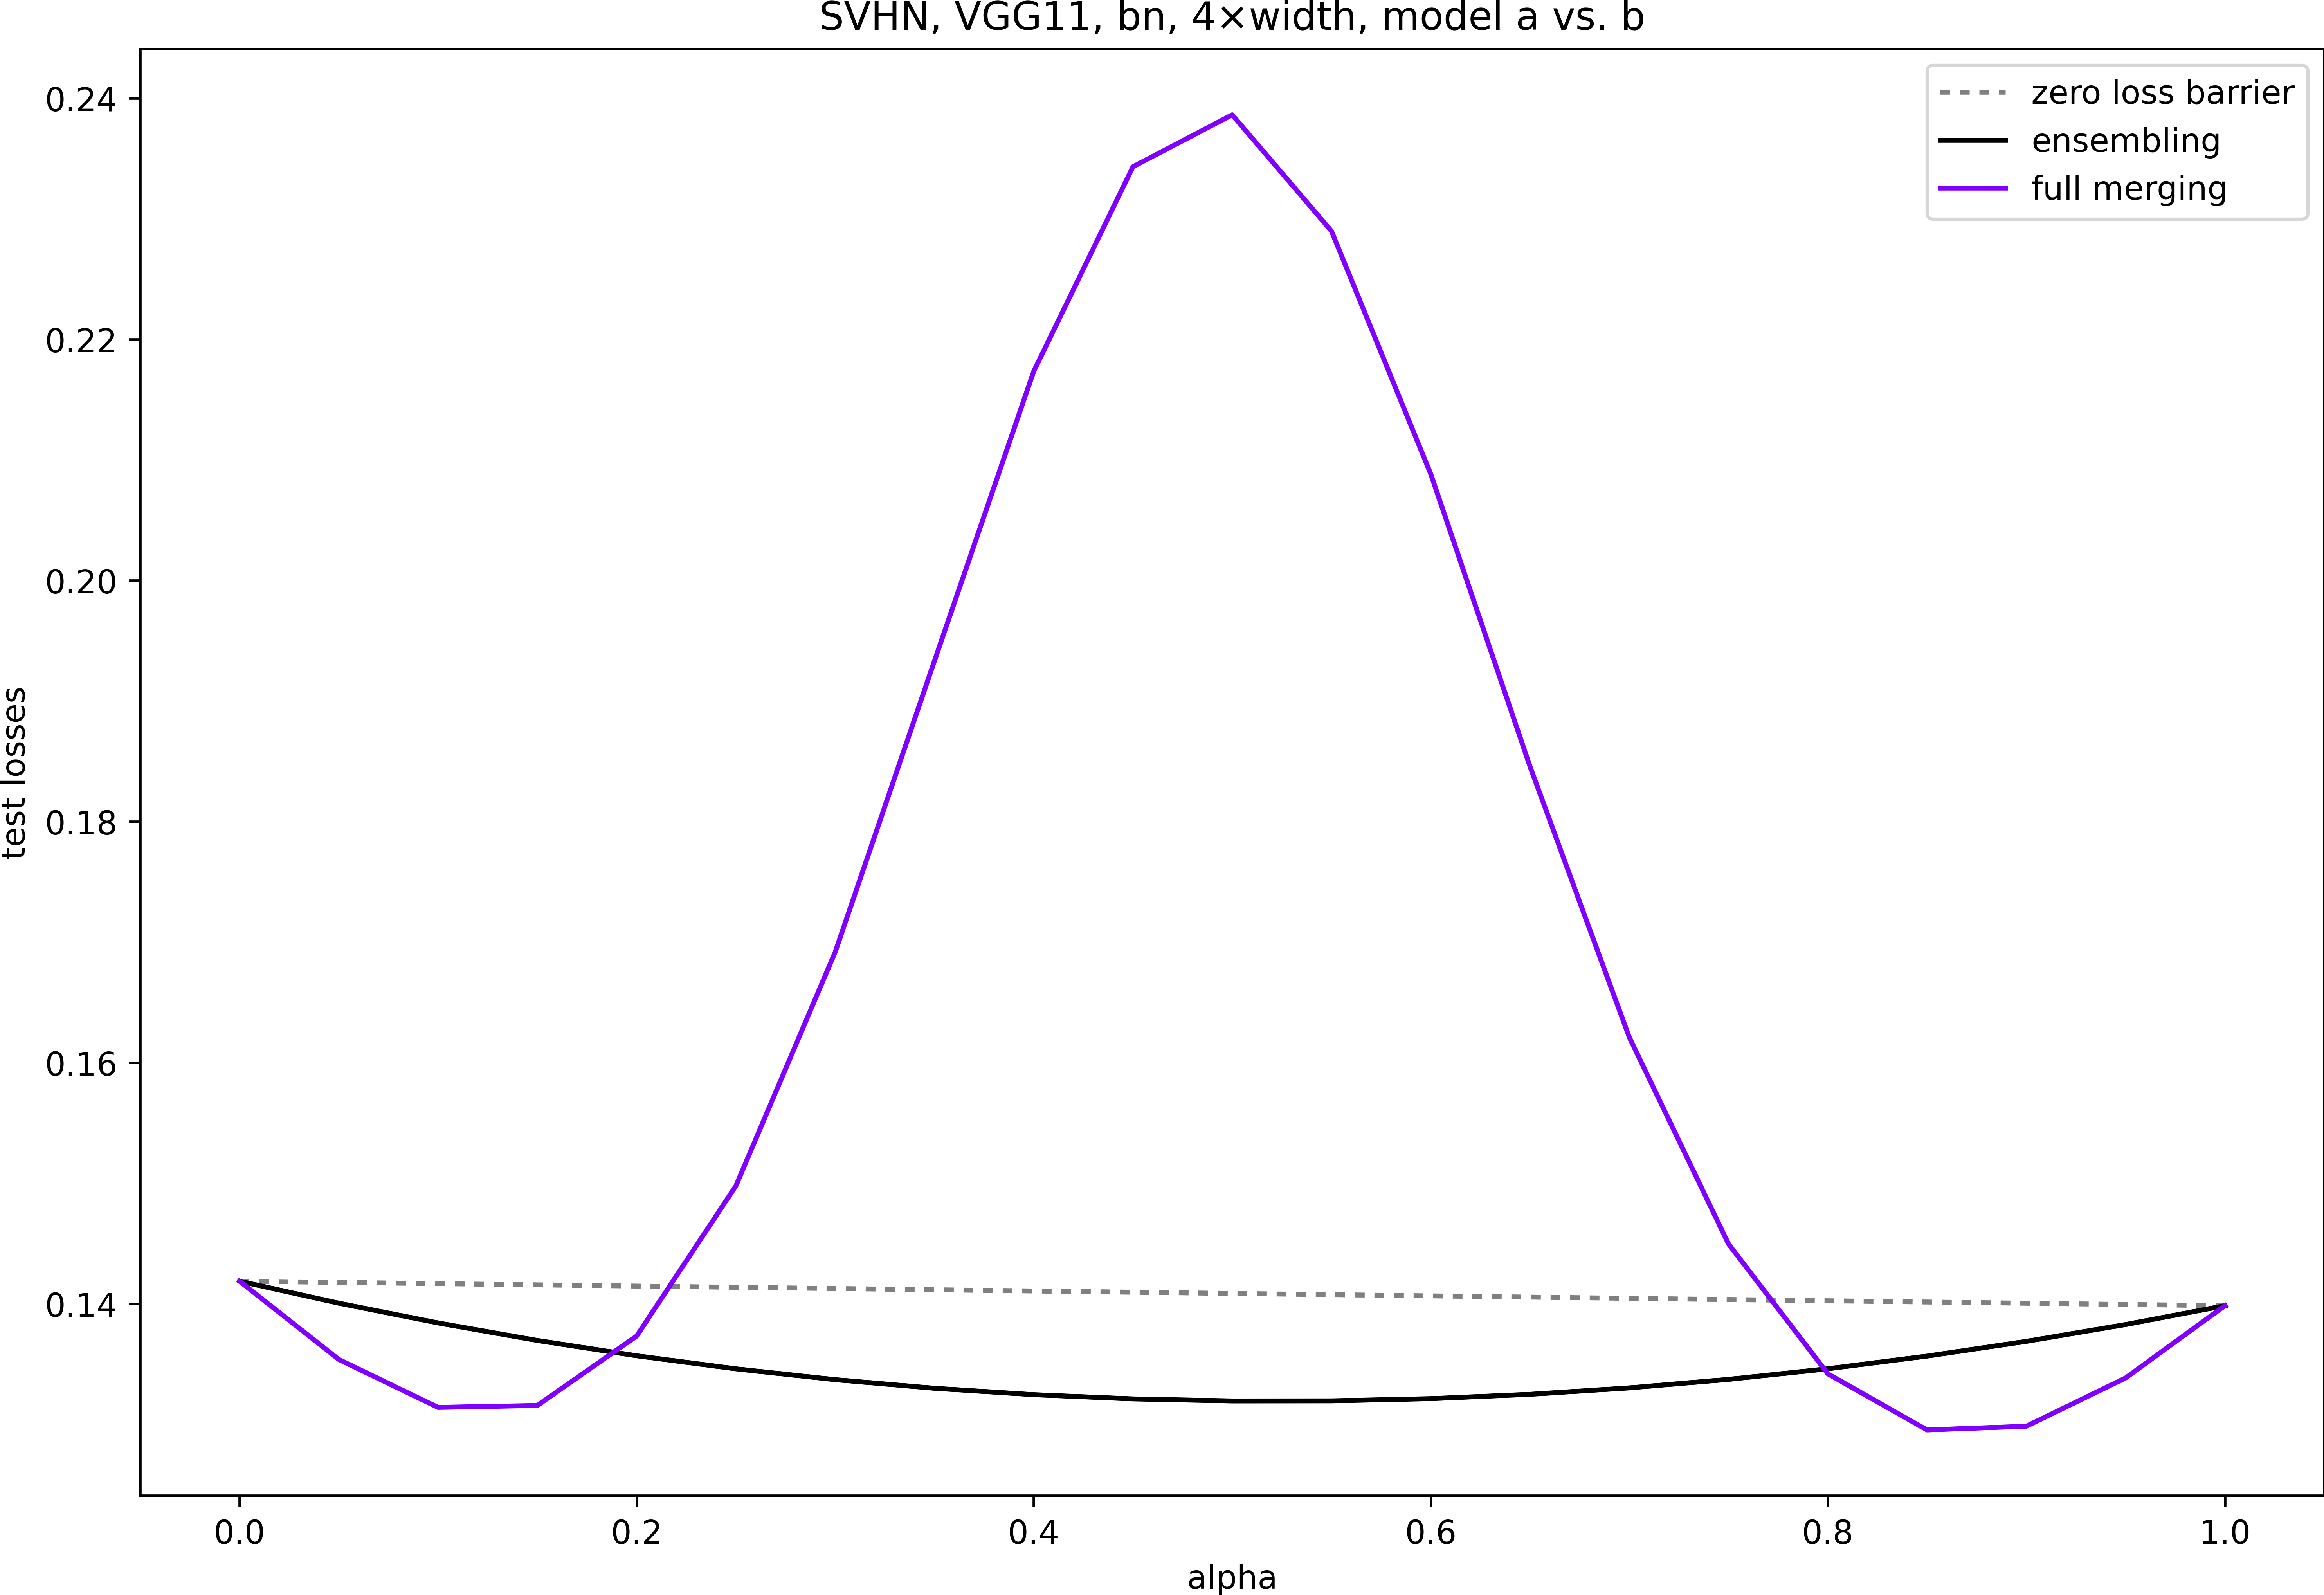 SVHN, VGG11, bn, 4×width, model a vs. b
zero loss barrier
ensembling
full merging
0.24
0.22
0.20
0.18
0.16
0.14
test losses
0.0
0.2
0.4
0.6
0.8
1.0
alpha